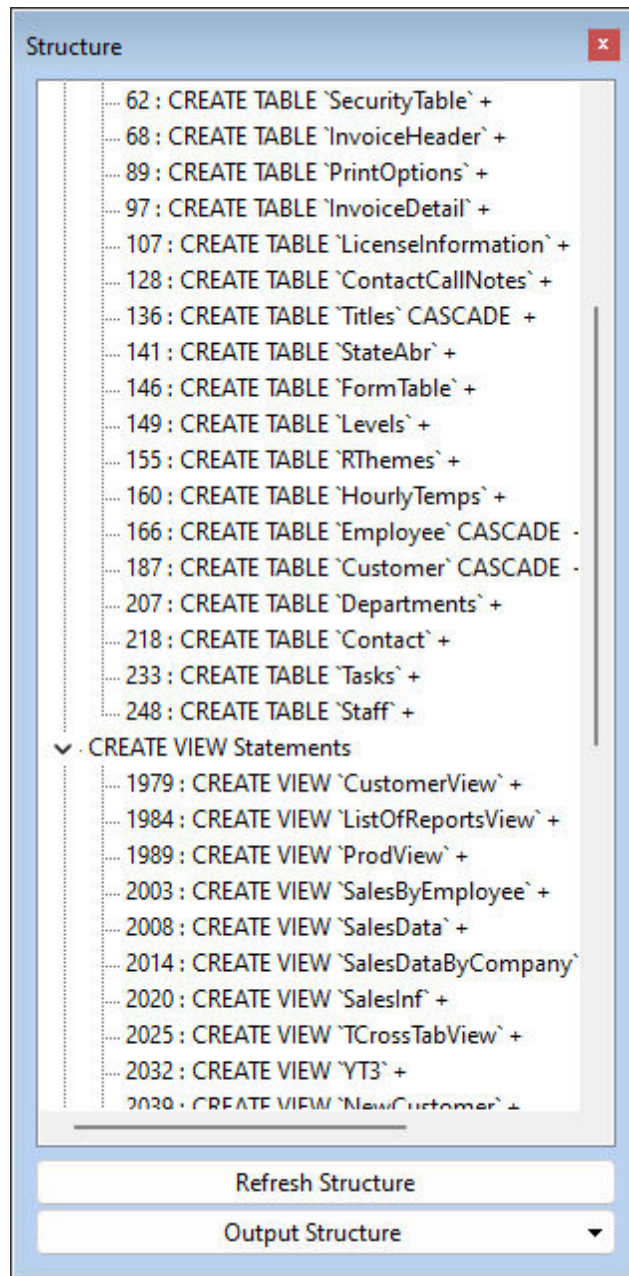 Structure
x
62 : CREATE TABLE `SecurityTable` +
68 : CREATE TABLE `InvoiceHeader` +
89 : CREATE TABLE `PrintOptions` +
97 : CREATE TABLE `InvoiceDetail` +
107 : CREATE TABLE `LicenseInformation` +
128 : CREATE TABLE `ContactCallNotes` +
136 : CREATE TABLE `Titles` CASCADE  +
141 : CREATE TABLE `StateAbr` +
146 : CREATE TABLE `FormTable` +
149 : CREATE TABLE `Levels` +
155 : CREATE TABLE `RThemes` +
160 : CREATE TABLE `HourlyTemps` +
166 : CREATE TABLE `Employee` CASCADE
187 : CREATE TABLE `Customer` CASCADE
207 : CREATE TABLE `Departments` +
218 : CREATE TABLE `Contact` +
233 : CREATE TABLE `Tasks` +
248 : CREATE TABLE `Staff` +
CREATE VIEW Statements
1979 : CREATE VIEW `CustomerView` +
1984 : CREATE VIEW `ListOfReportsView` +
1989 : CREATE VIEW `ProdView` +
2003 : CREATE VIEW `SalesByEmployee` +
2008 : CREATE VIEW `SalesData` +
2014 : CREATE VIEW `SalesDataByCompany`
2020 : CREATE VIEW `SalesInf` +
2025 : CREATE VIEW `TCrossTabView` +
2032 : CREATE VIEW `YT3` +
2039 : CREATE VIEW `NewCustomer` +
Refresh Structure
Output Structure